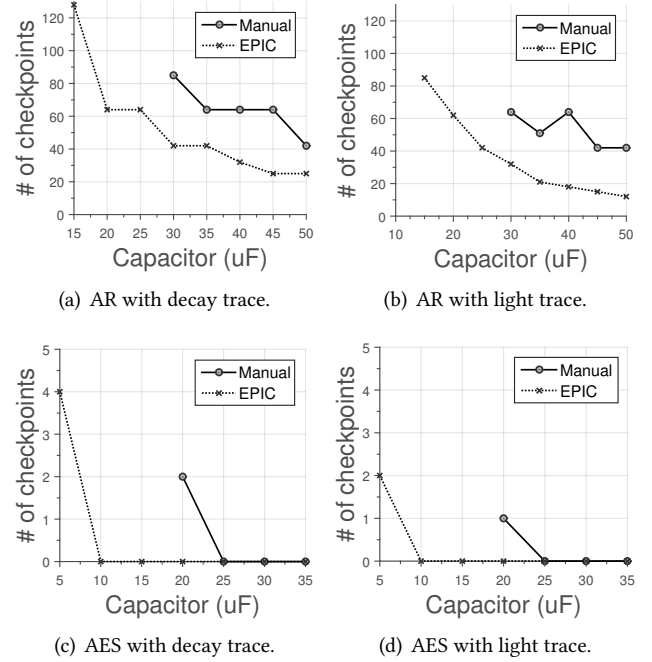 120
100
80
60
40
20
0
# of checkpoints
Manual
EPIC
15 20 25 30 35 40 45 50
Capacitor (uF)
(a) AR with decay trace.
120
100
80
60
40
20
0
# of checkpoints
Manual
EPIC
10 20 30 40 50
Capacitor (uF)
(b) AR with light trace.
5
4
3
2
1
0
# of checkpoints
Manual
EPIC
5 10 15 20 25 30 35
Capacitor (uF)
(c) AES with decay trace.
5
4
3
2
1
0
# of checkpoints
Manual
EPIC
5 10 15 20 25 30 35
Capacitor (uF)
(d) AES with light trace.